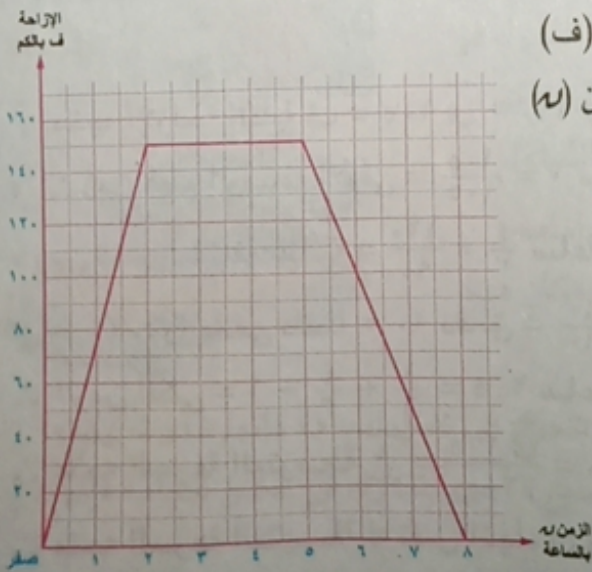 الإزاحة
ف بالكم
(ف)
(ن)
١٦٠
١٤٠
١٢٠
١٠٠
٨٠
٦٠
٤٠
٢٠
صفر ١ ٢ ٣ ٤ ٥ ٦ ٧ ٨
الزمن ن
بالساعة